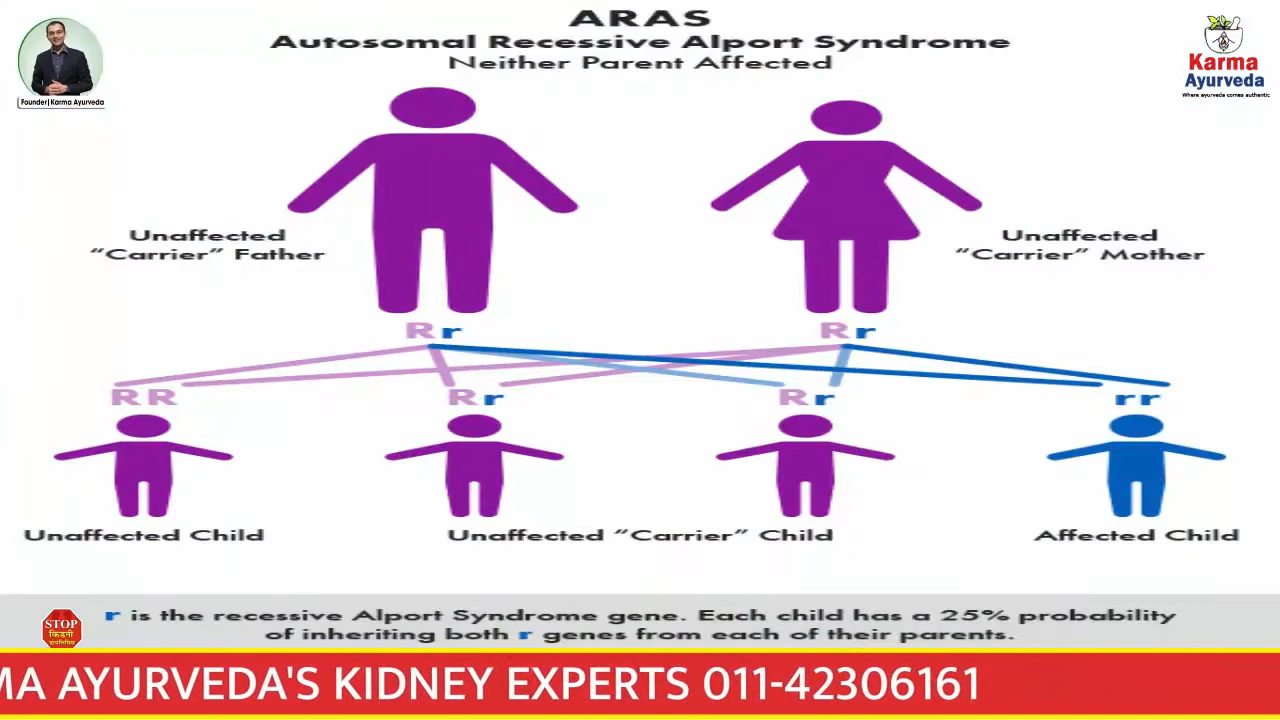 ARAS
Autosomal Recessive Alport Syndrome
Neither Parent Affected
Founder|Karma Ayurveda
Karma
Ayurveda
Where ayurveda comes authentic
Unaffected
“Carrier” Father
Unaffected
“Carrier” Mother
R r
R r
R R
R r
R r
r r
Unaffected Child
Unaffected “Carrier” Child
Affected Child
STOP
किडनी
डायलिसिस
r is the recessive Alport Syndrome gene. Each child has a 25% probability
of inheriting both r genes from each of their parents.
MA AYURVEDA'S KIDNEY EXPERTS 011-42306161